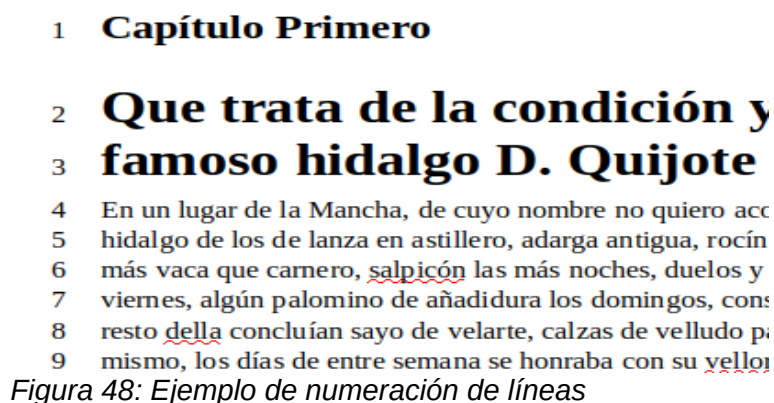 1 Capítulo Primero
2 Que trata de la condición y
3 famoso hidalgo D. Quijote
4 En un lugar de la Mancha, de cuyo nombre no quiero aco
5 hidalgo de los de lanza en astillero, adarga antigua, rocín
6 más vaca que carnero, salpicón las más noches, duelos y
7 viernes, algún palomino de añadidura los domingos, cons
8 resto della concluían sayo de velarte, calzas de velludo pa
9 mismo, los días de entre semana se honraba con su vellor
Figura 48: Ejemplo de numeración de líneas